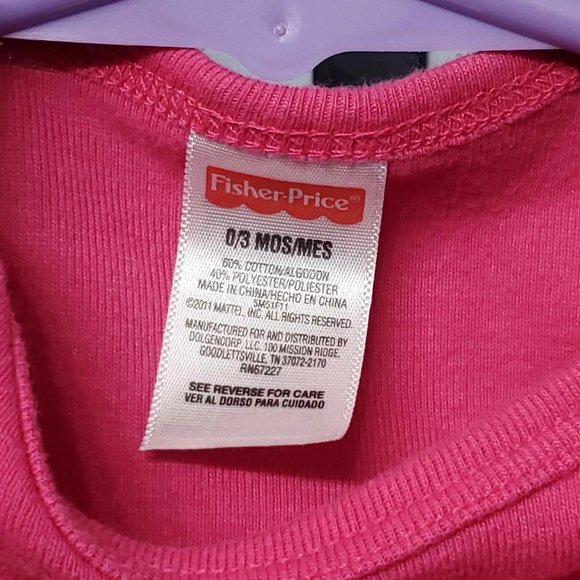 Fisher-Price®
0/3 MOS/MES
60% COTTON/ALGODON
40% POLYESTER/POLIESTER
MADE IN CHINA/HECHO EN CHINA
SM51F11
©2011 MATTEL, INC. ALL RIGHTS RESERVED.
MANUFACTURED FOR AND DISTRIBUTED BY
DOLGENCORP, LLC. 100 MISSION RIDGE,
GOODLETTSVILLE, TN 37072-2170
RN67227
SEE REVERSE FOR CARE
VER AL DORSO PARA CUIDADO